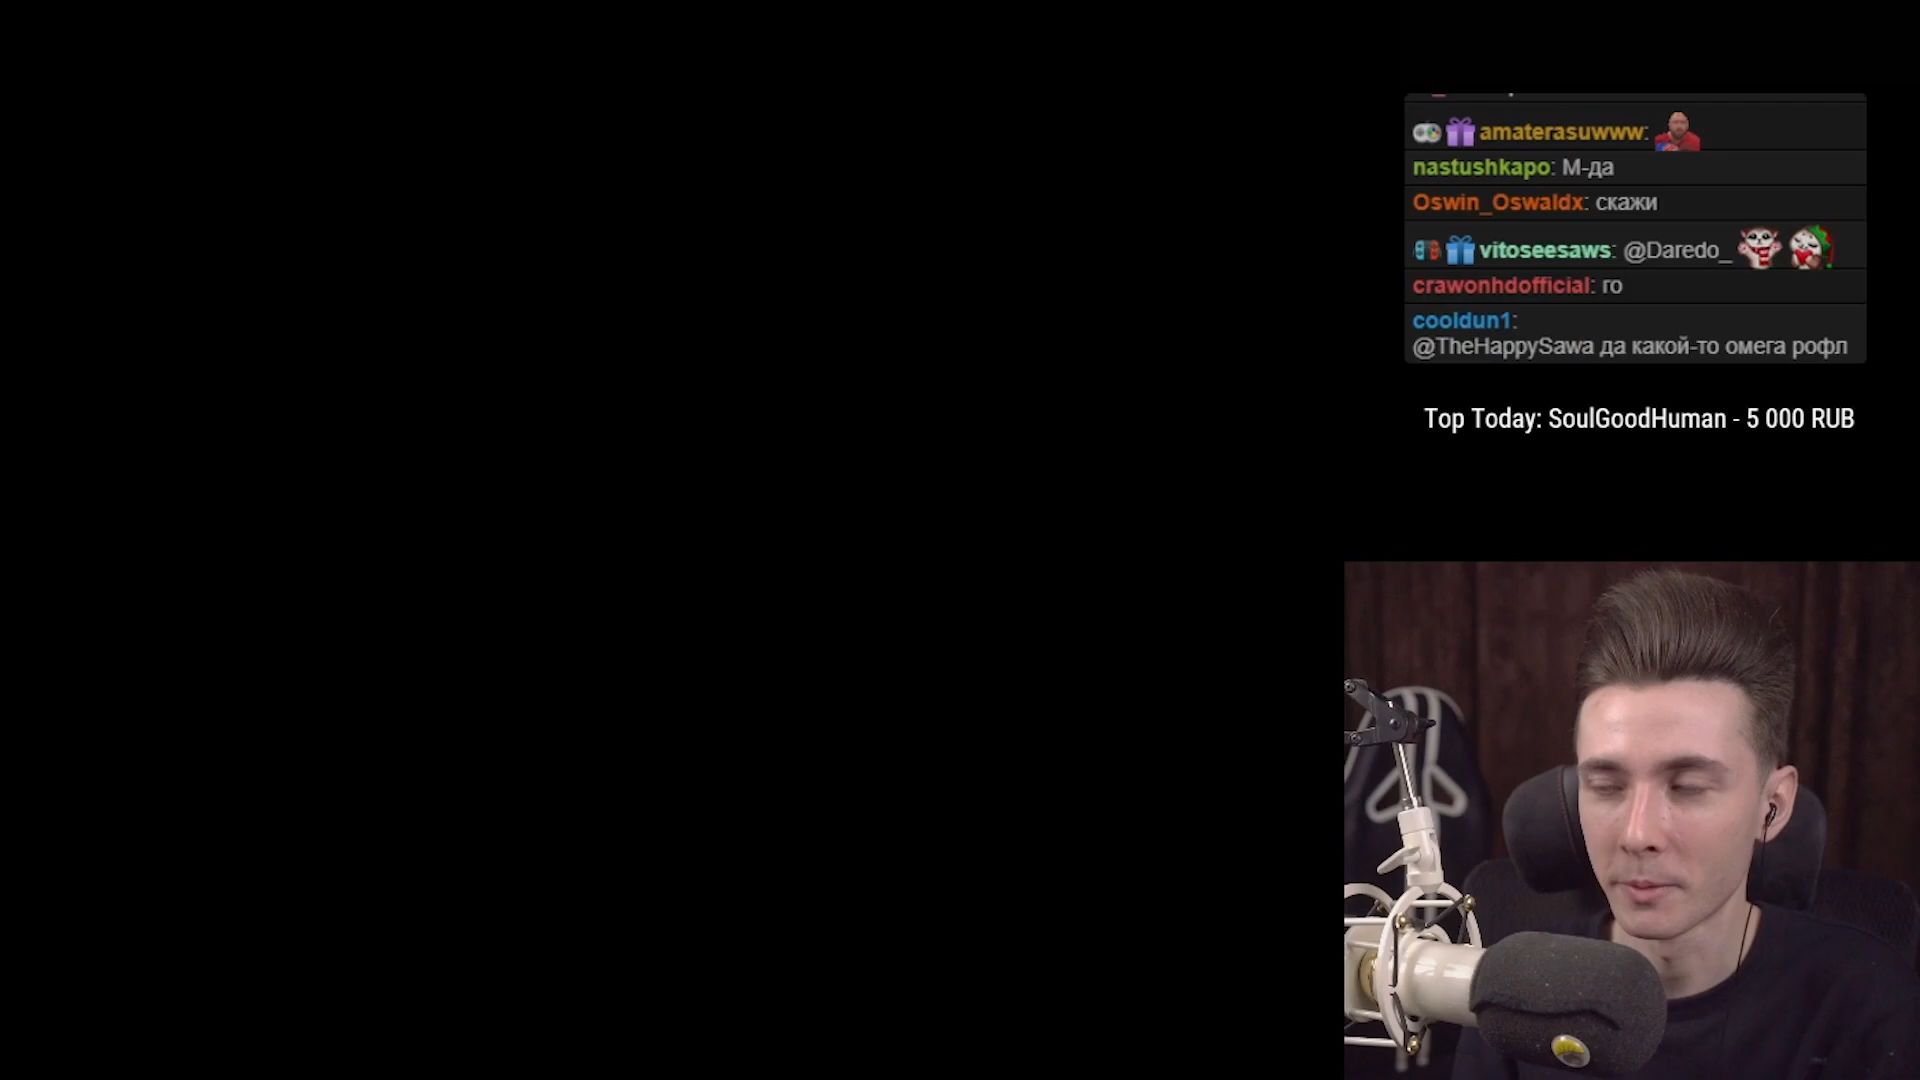 amaterasuwww:
nastushkapo: М-да
Oswin_Oswaldx: скажи
vitoseesaws: @Daredo_
crawonhdofficial: го
cooldun1:
@TheHappySawa да какой-то омега рофл
Top Today: SoulGoodHuman - 5 000 RUB